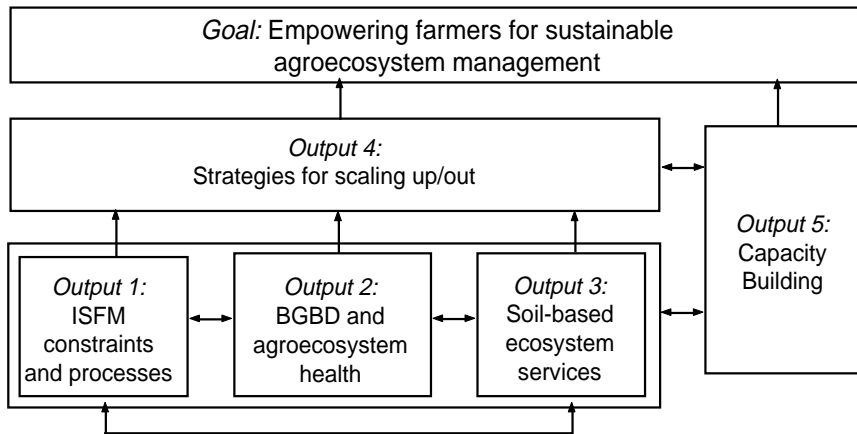 Goal: Empowering farmers for sustainable
agroecosystem management
Output 4:
Strategies for scaling up/out
Output 5:
Capacity
Building
Output 1:
ISFM
constraints
and processes
Output 2:
BGBD and
agroecosystem
health
Output 3:
Soil-based
ecosystem
services